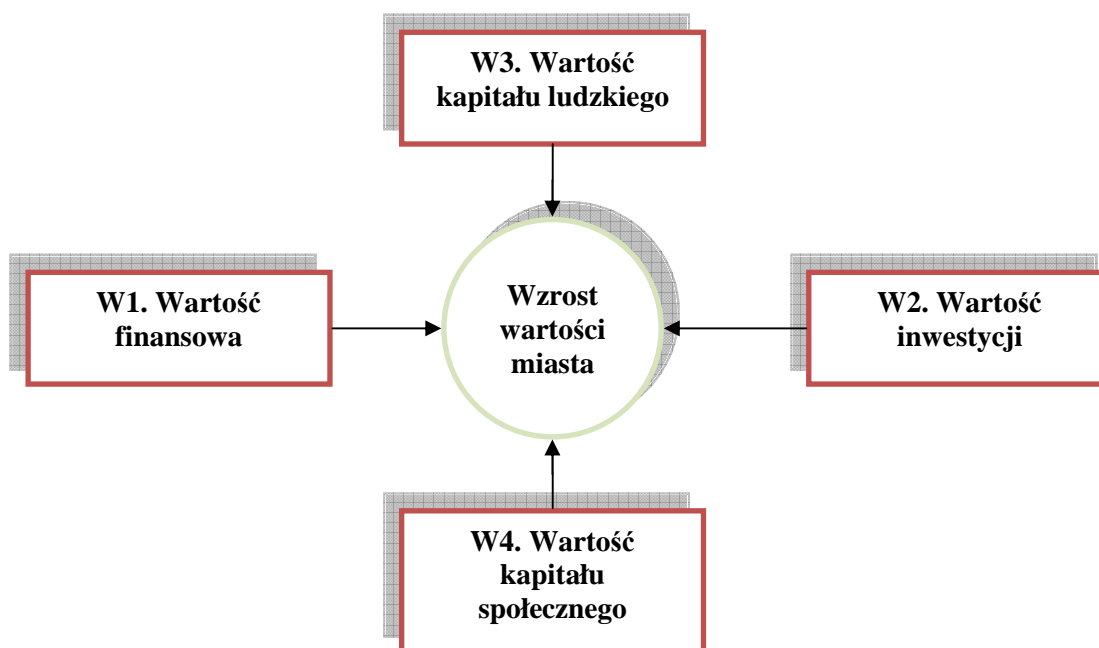 W3. Wartość
kapitału ludzkiego
W1. Wartość
finansowa
Wzrost
wartości
miasta
W2. Wartość
inwestycji
W4. Wartość
kapitału
społecznego